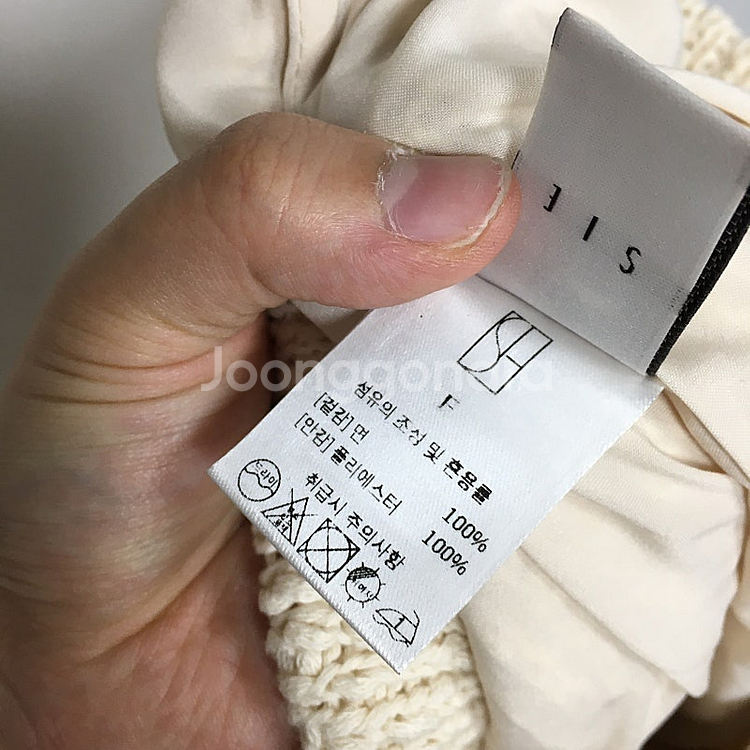 SIE
SH
F
섬유의 조성 및 혼용률
[겉감] 면 100%
[안감] 폴리에스터 100%
취급시 주의사항
드라이
Joonggonara